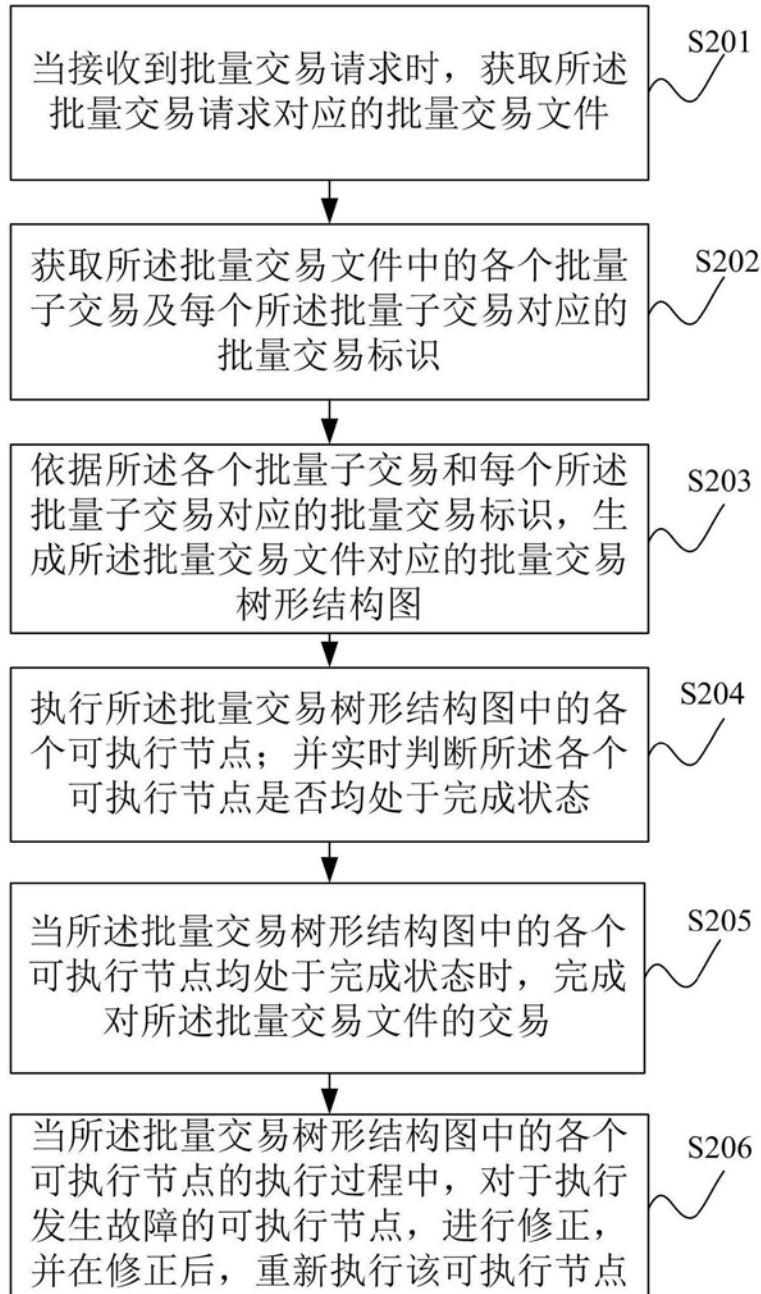 当接收到批量交易请求时，获取所述
批量交易请求对应的批量交易文件
S201
获取所述批量交易文件中的各个批量
子交易及每个所述批量子交易对应的
批量交易标识
S202
依据所述各个批量子交易和每个所述
批量子交易对应的批量交易标识，生
成所述批量交易文件对应的批量交易
树形结构图
S203
执行所述批量交易树形结构图中的各
个可执行节点；并实时判断所述各个
可执行节点是否均处于完成状态
S204
当所述批量交易树形结构图中的各个
可执行节点均处于完成状态时，完成
对所述批量交易文件的交易
S205
当所述批量交易树形结构图中的各个
可执行节点的执行过程中，对于执行
发生故障的可执行节点，进行修正，
并在修正后，重新执行该可执行节点
S206